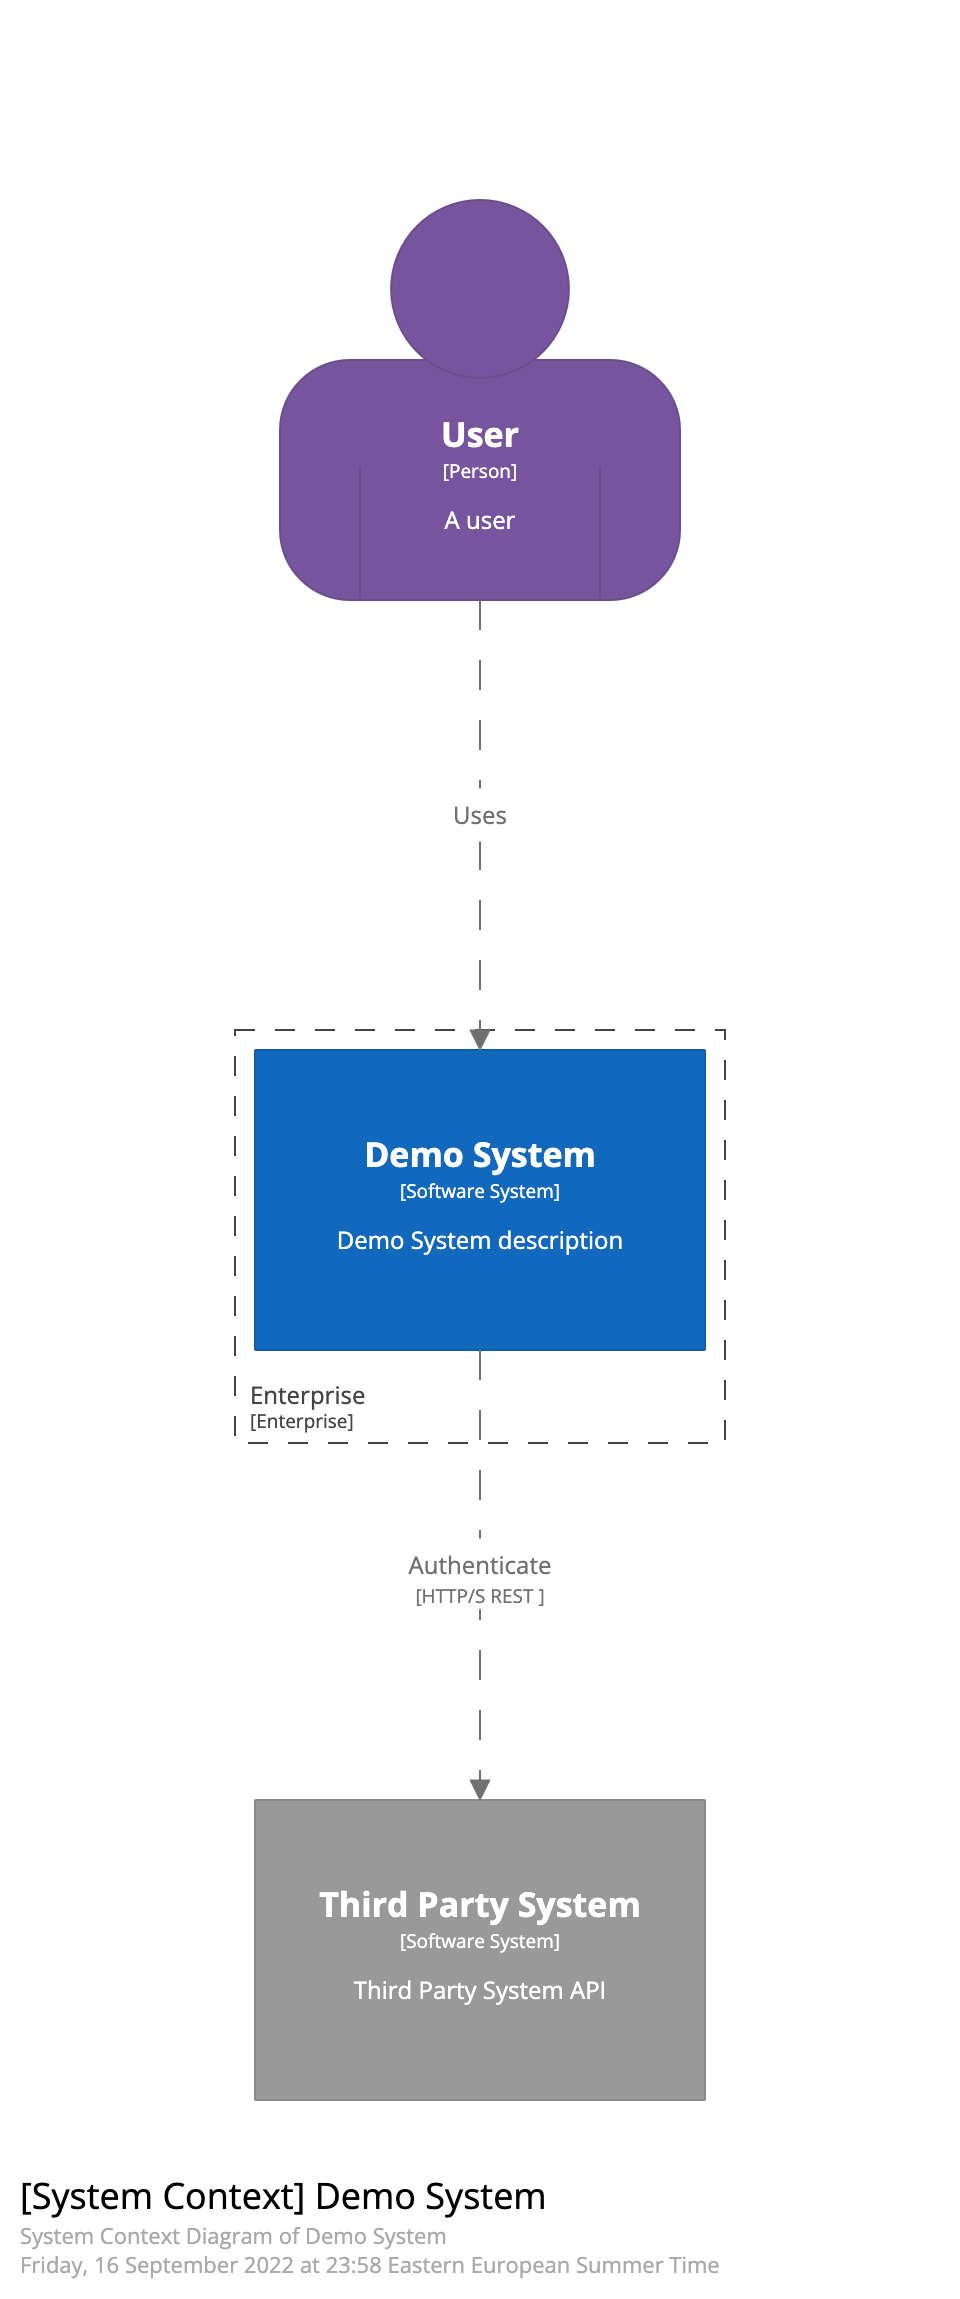 User
[Person]
A user
Uses
Demo System
[Software System]
Demo System description
Enterprise
[Enterprise]
Authenticate
[HTTP/S REST ]
Third Party System
[Software System]
Third Party System API
[System Context] Demo System
System Context Diagram of Demo System
Friday, 16 September 2022 at 23:58 Eastern European Summer Time